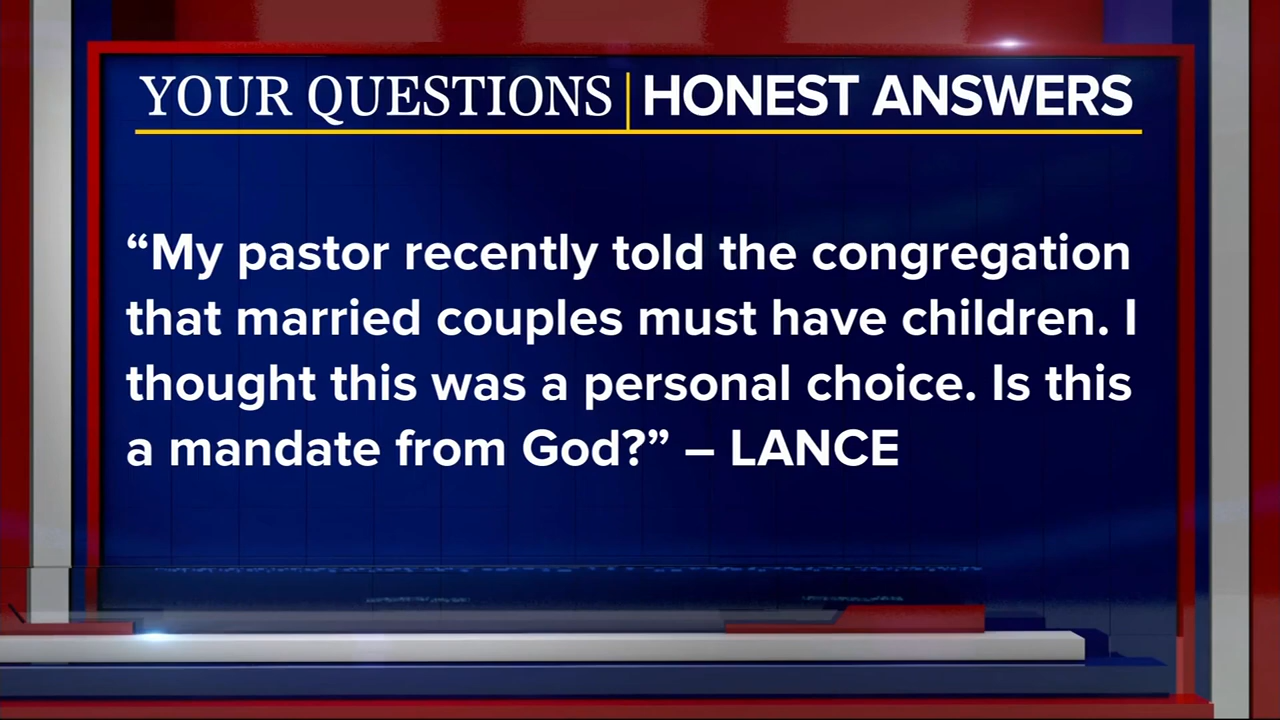 YOUR QUESTIONS | HONEST ANSWERS
“My pastor recently told the congregation
that married couples must have children. I
thought this was a personal choice. Is this
a mandate from God?” – LANCE